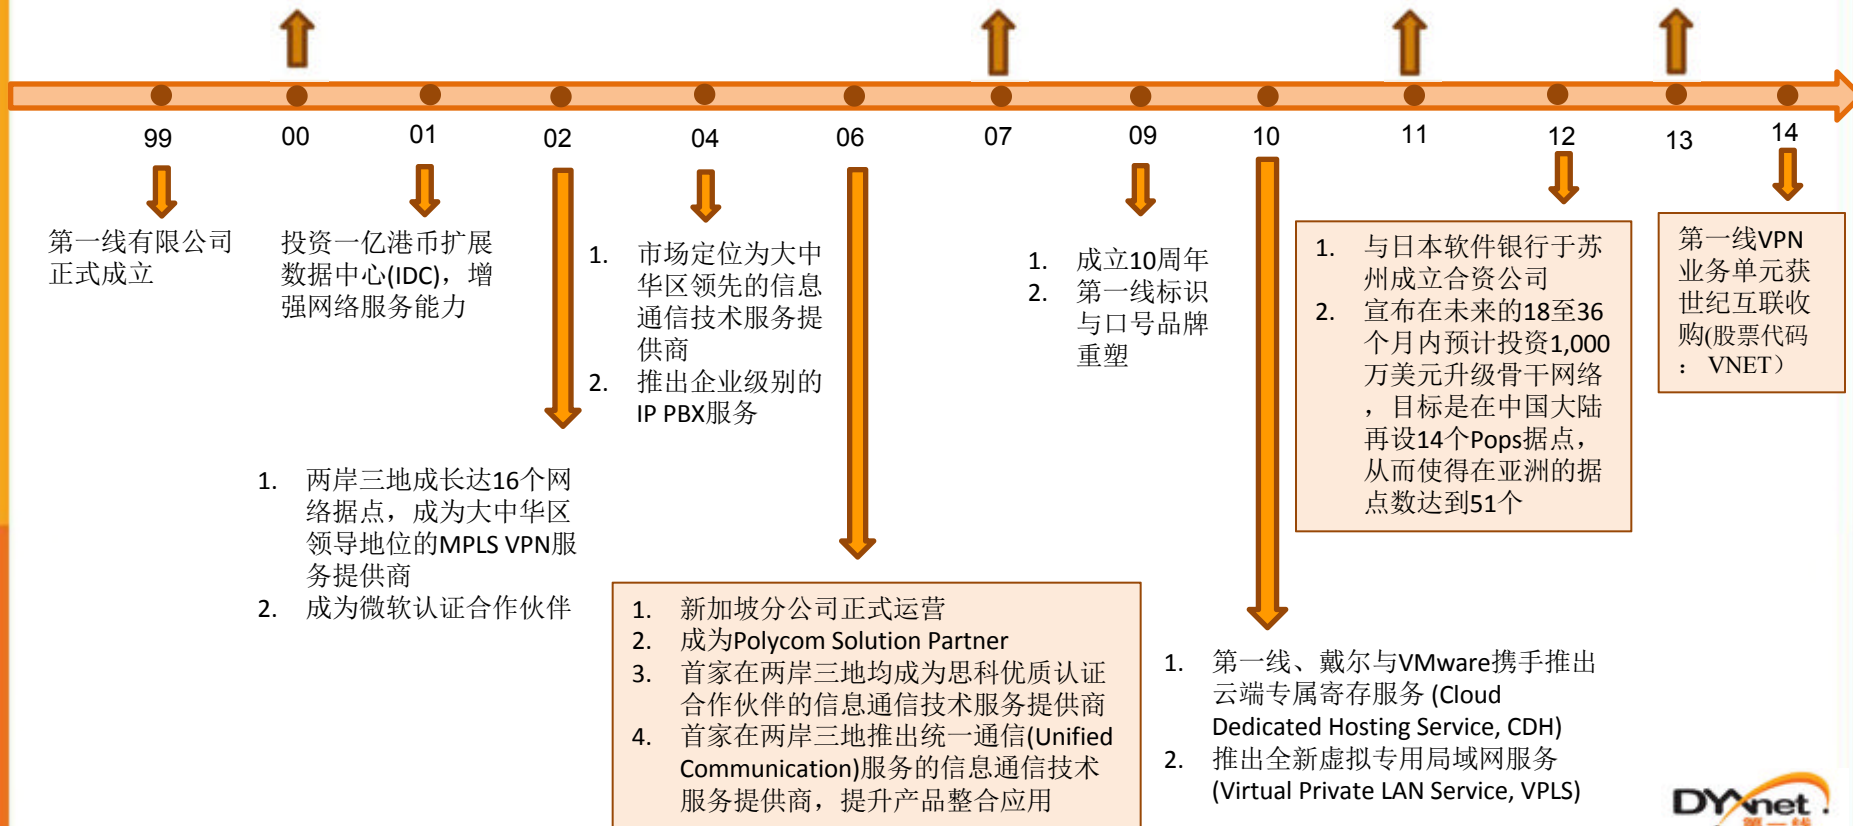 99
00
01
02
04
06
07
09
10
11
12
13
14
第一线有限公司
正式成立
投资一亿港币扩展
数据中心(IDC)，增
强网络服务能力
1. 两岸三地成长达16个网
络据点，成为大中华区
领导地位的MPLS VPN服
务提供商
2. 成为微软认证合作伙伴
1. 市场定位为大中
华区领先的信息
通信技术服务提
供商
2. 推出企业级别的
IP PBX服务
1. 新加坡分公司正式运营
2. 成为Polycom Solution Partner
3. 首家在两岸三地均成为思科优质认证
合作伙伴的信息通信技术服务提供商
4. 首家在两岸三地推出统一通信(Unified
Communication)服务的信息通信技术
服务提供商，提升产品整合应用
1. 成立10周年
2. 第一线标识
与口号品牌
重塑
1. 第一线、戴尔与VMware携手推出
云端专属寄存服务 (Cloud
Dedicated Hosting Service, CDH)
2. 推出全新虚拟专用局域网服务
(Virtual Private LAN Service, VPLS)
1. 与日本软件银行于苏
州成立合资公司
2. 宣布在未来的18至36
个月内预计投资1,000
万美元升级骨干网络
，目标是在中国大陆
再设14个Pops据点，
从而使得在亚洲的据
点数达到51个
第一线VPN
业务单元获
世纪互联收
购(股票代码
： VNET）
DYXnet.
第一线